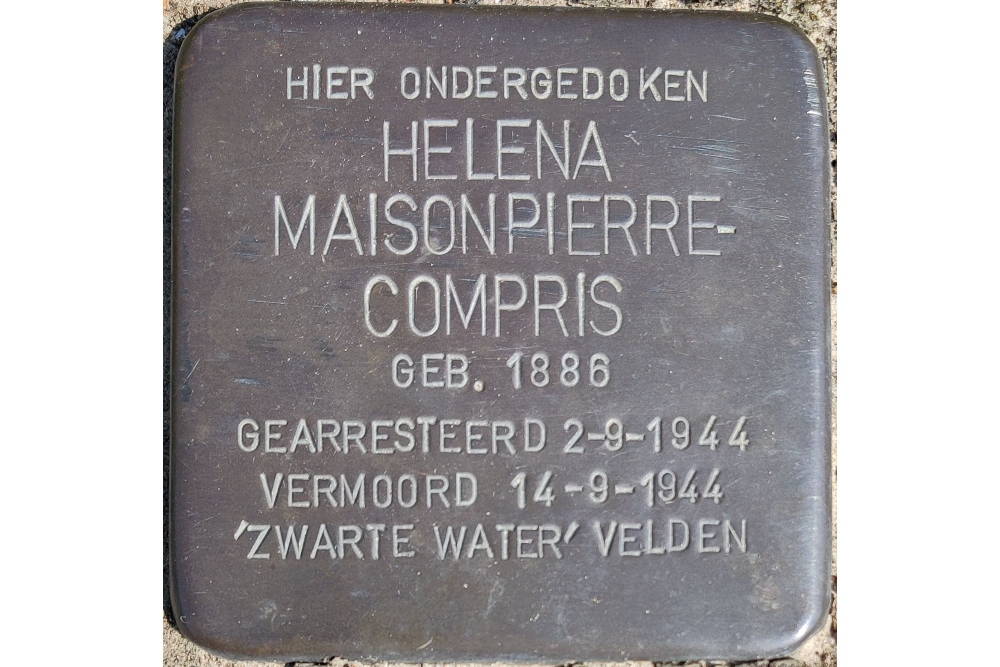 HIER ONDERGEDOKEN
HELENA
MAISONPIERRE-
COMPRIS
GEB. 1886
GEARRESTEERD 2-9-1944
VERMOORD 14-9-1944
'ZWARTE WATER' VELDEN